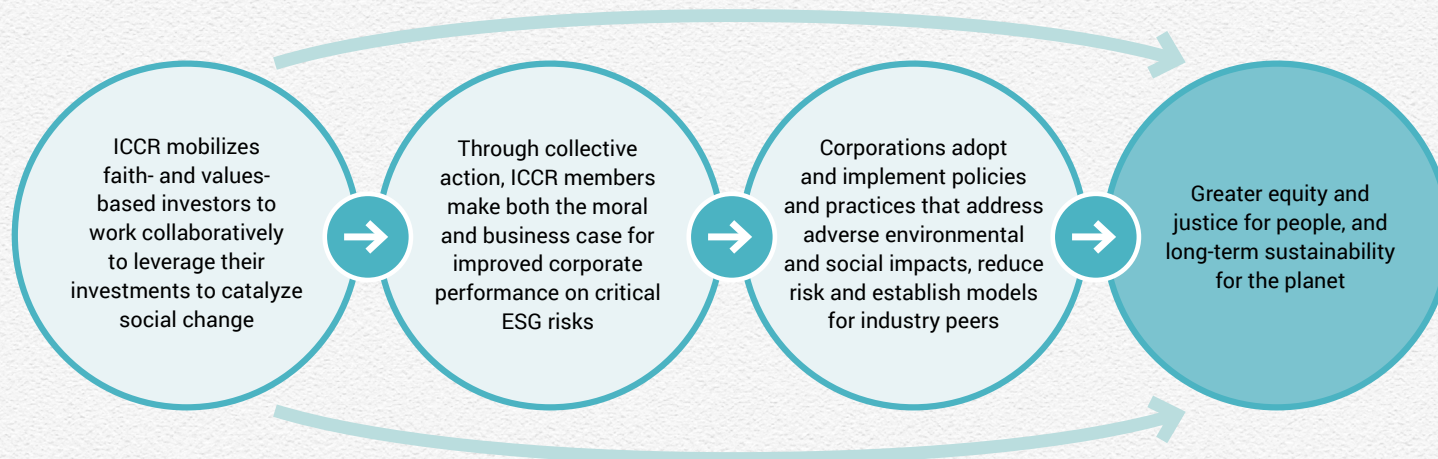 ICCR mobilizes
faith- and values-
based investors to
work collaboratively
to leverage their
investments to catalyze
social change
Through collective
action, ICCR members
make both the moral
and business case for
improved corporate
performance on critical
ESG risks
Corporations adopt
and implement policies
and practices that address
adverse environmental
and social impacts, reduce
risk and establish models
for industry peers
Greater equity and
justice for people, and
long-term sustainability
for the planet